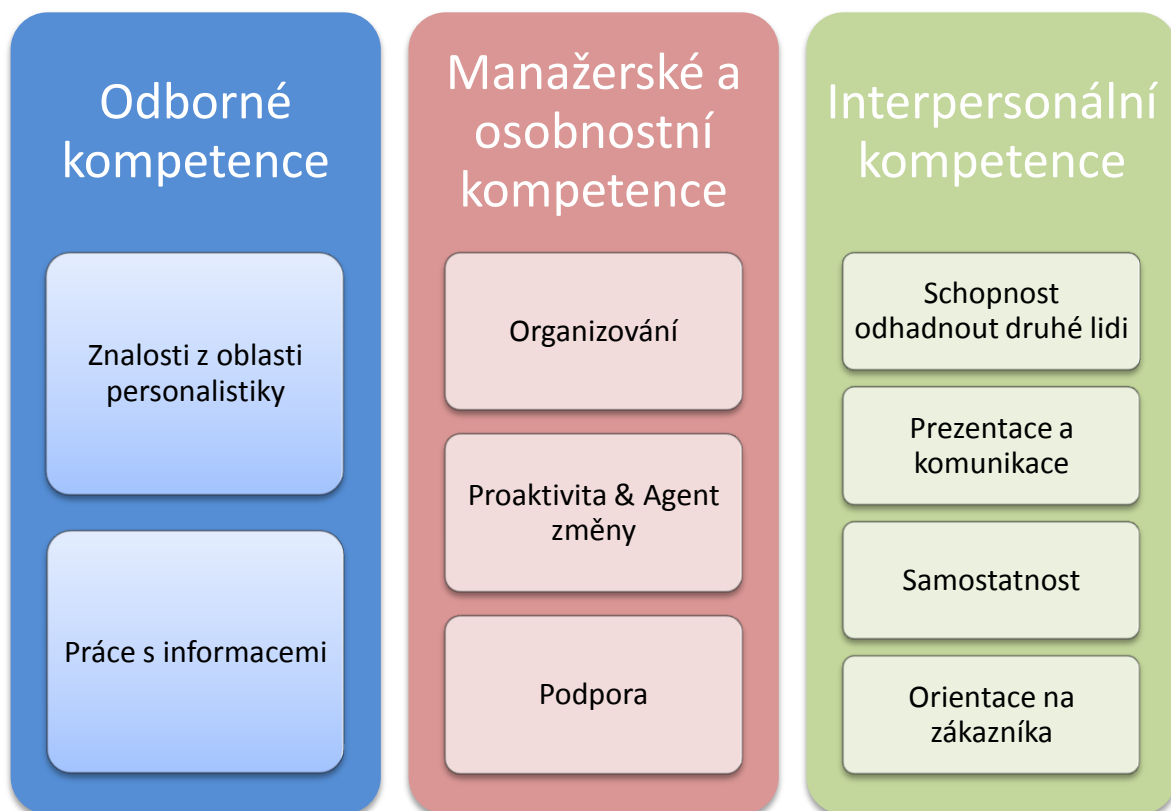 Odborné
kompetence
Znalosti z oblasti
personalistiky
Práce s informacemi
Manažerské a
osobnostní
kompetence
Organizování
Proaktivita & Agent
změny
Podpora
Interpersonální
kompetence
Schopnost
odhadnout druhé lidi
Prezentace a
komunikace
Samostatnost
Orientace na
zákazníka